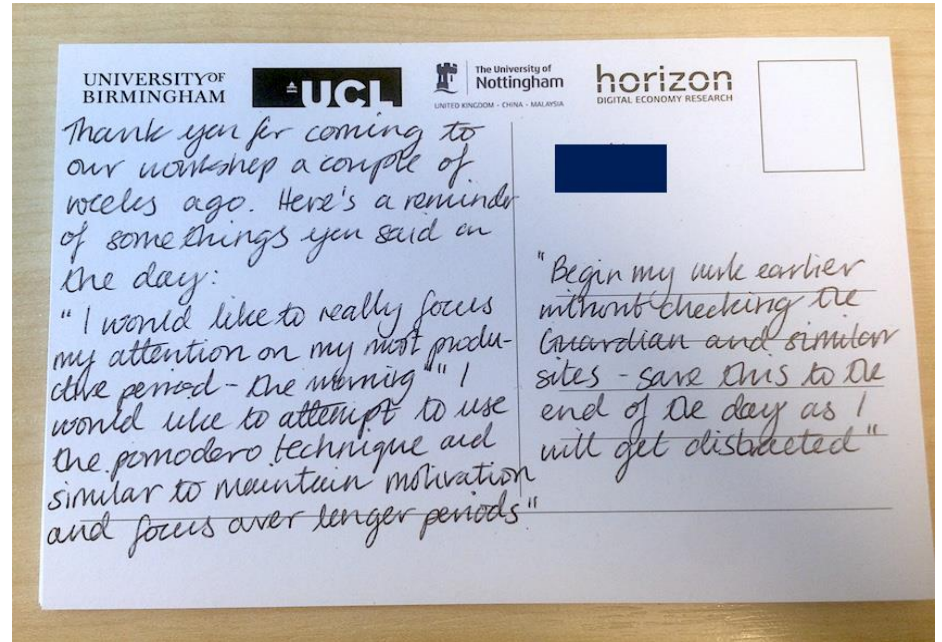 UNIVERSITYOF
BIRMINGHAM
UCL
The University of
Nottingham
UNITED KINGDOM · CHINA · MALAYSIA
horizon
DIGITAL ECONOMY RESEARCH
Thank you for coming to
our workshop a couple of
weeks ago. Here's a reminder
of some things you said on
the day:
"I would like to really focus
my attention on my most produ-
ctive period - the morning" "I
would like to attempt to use
the pomodero technique and
similar to maintain motivation
and focus over longer periods"
"Begin my work earlier
without checking the
Guardian and similar
sites - save this to the
end of the day as I
will get distracted"